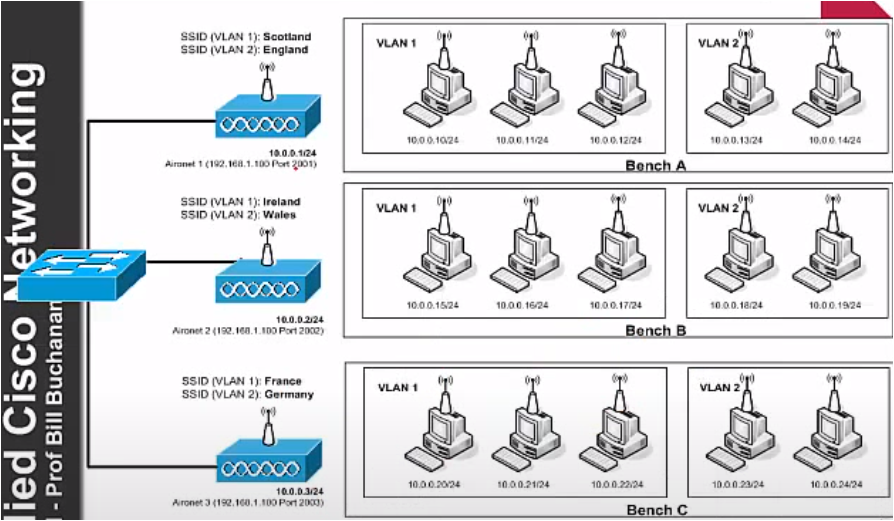 lied Cisco Networking
- Prof Bill Buchanan
SSID (VLAN 1): Scotland
SSID (VLAN 2): England
10.0.0.1/24
Aironet 1 (192.168.1.100 Port 2001)
VLAN 1
10.0.0.10/24
10.0.0.11/24
10.0.0.12/24
VLAN 2
10.0.0.13/24
10.0.0.14/24
Bench A
SSID (VLAN 1): Ireland
SSID (VLAN 2): Wales
10.0.0.2/24
Aironet 2 (192.168.1.100 Port 2002)
VLAN 1
10.0.0.15/24
10.0.0.16/24
10.0.0.17/24
VLAN 2
10.0.0.18/24
10.0.0.19/24
Bench B
SSID (VLAN 1): France
SSID (VLAN 2): Germany
10.0.0.3/24
Aironet 3 (192.168.1.100 Port 2003)
VLAN 1
10.0.0.20/24
10.0.0.21/24
10.0.0.22/24
VLAN 2
10.0.0.23/24
10.0.0.24/24
Bench C